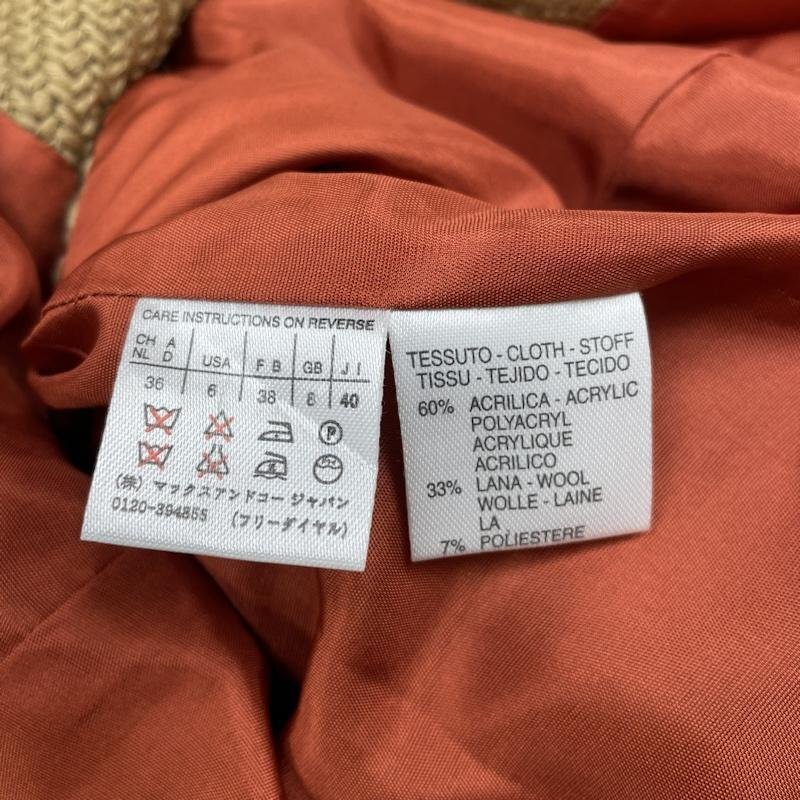 CARE INSTRUCTIONS ON REVERSE
CH A USA F B GB J I
NL D
36 6 38 8 40
P
(株) マックスアンドコー ジャパン
0120-394855 (フリーダイヤル)
TESSUTO - CLOTH - STOFF
TISSU - TEJIDO - TECIDO
60% ACRILICA - ACRYLIC
POLYACRYL
ACRYLIQUE
ACRILICO
33% LANA - WOOL
WOLLE - LAINE
LA
7% POLIESTERE